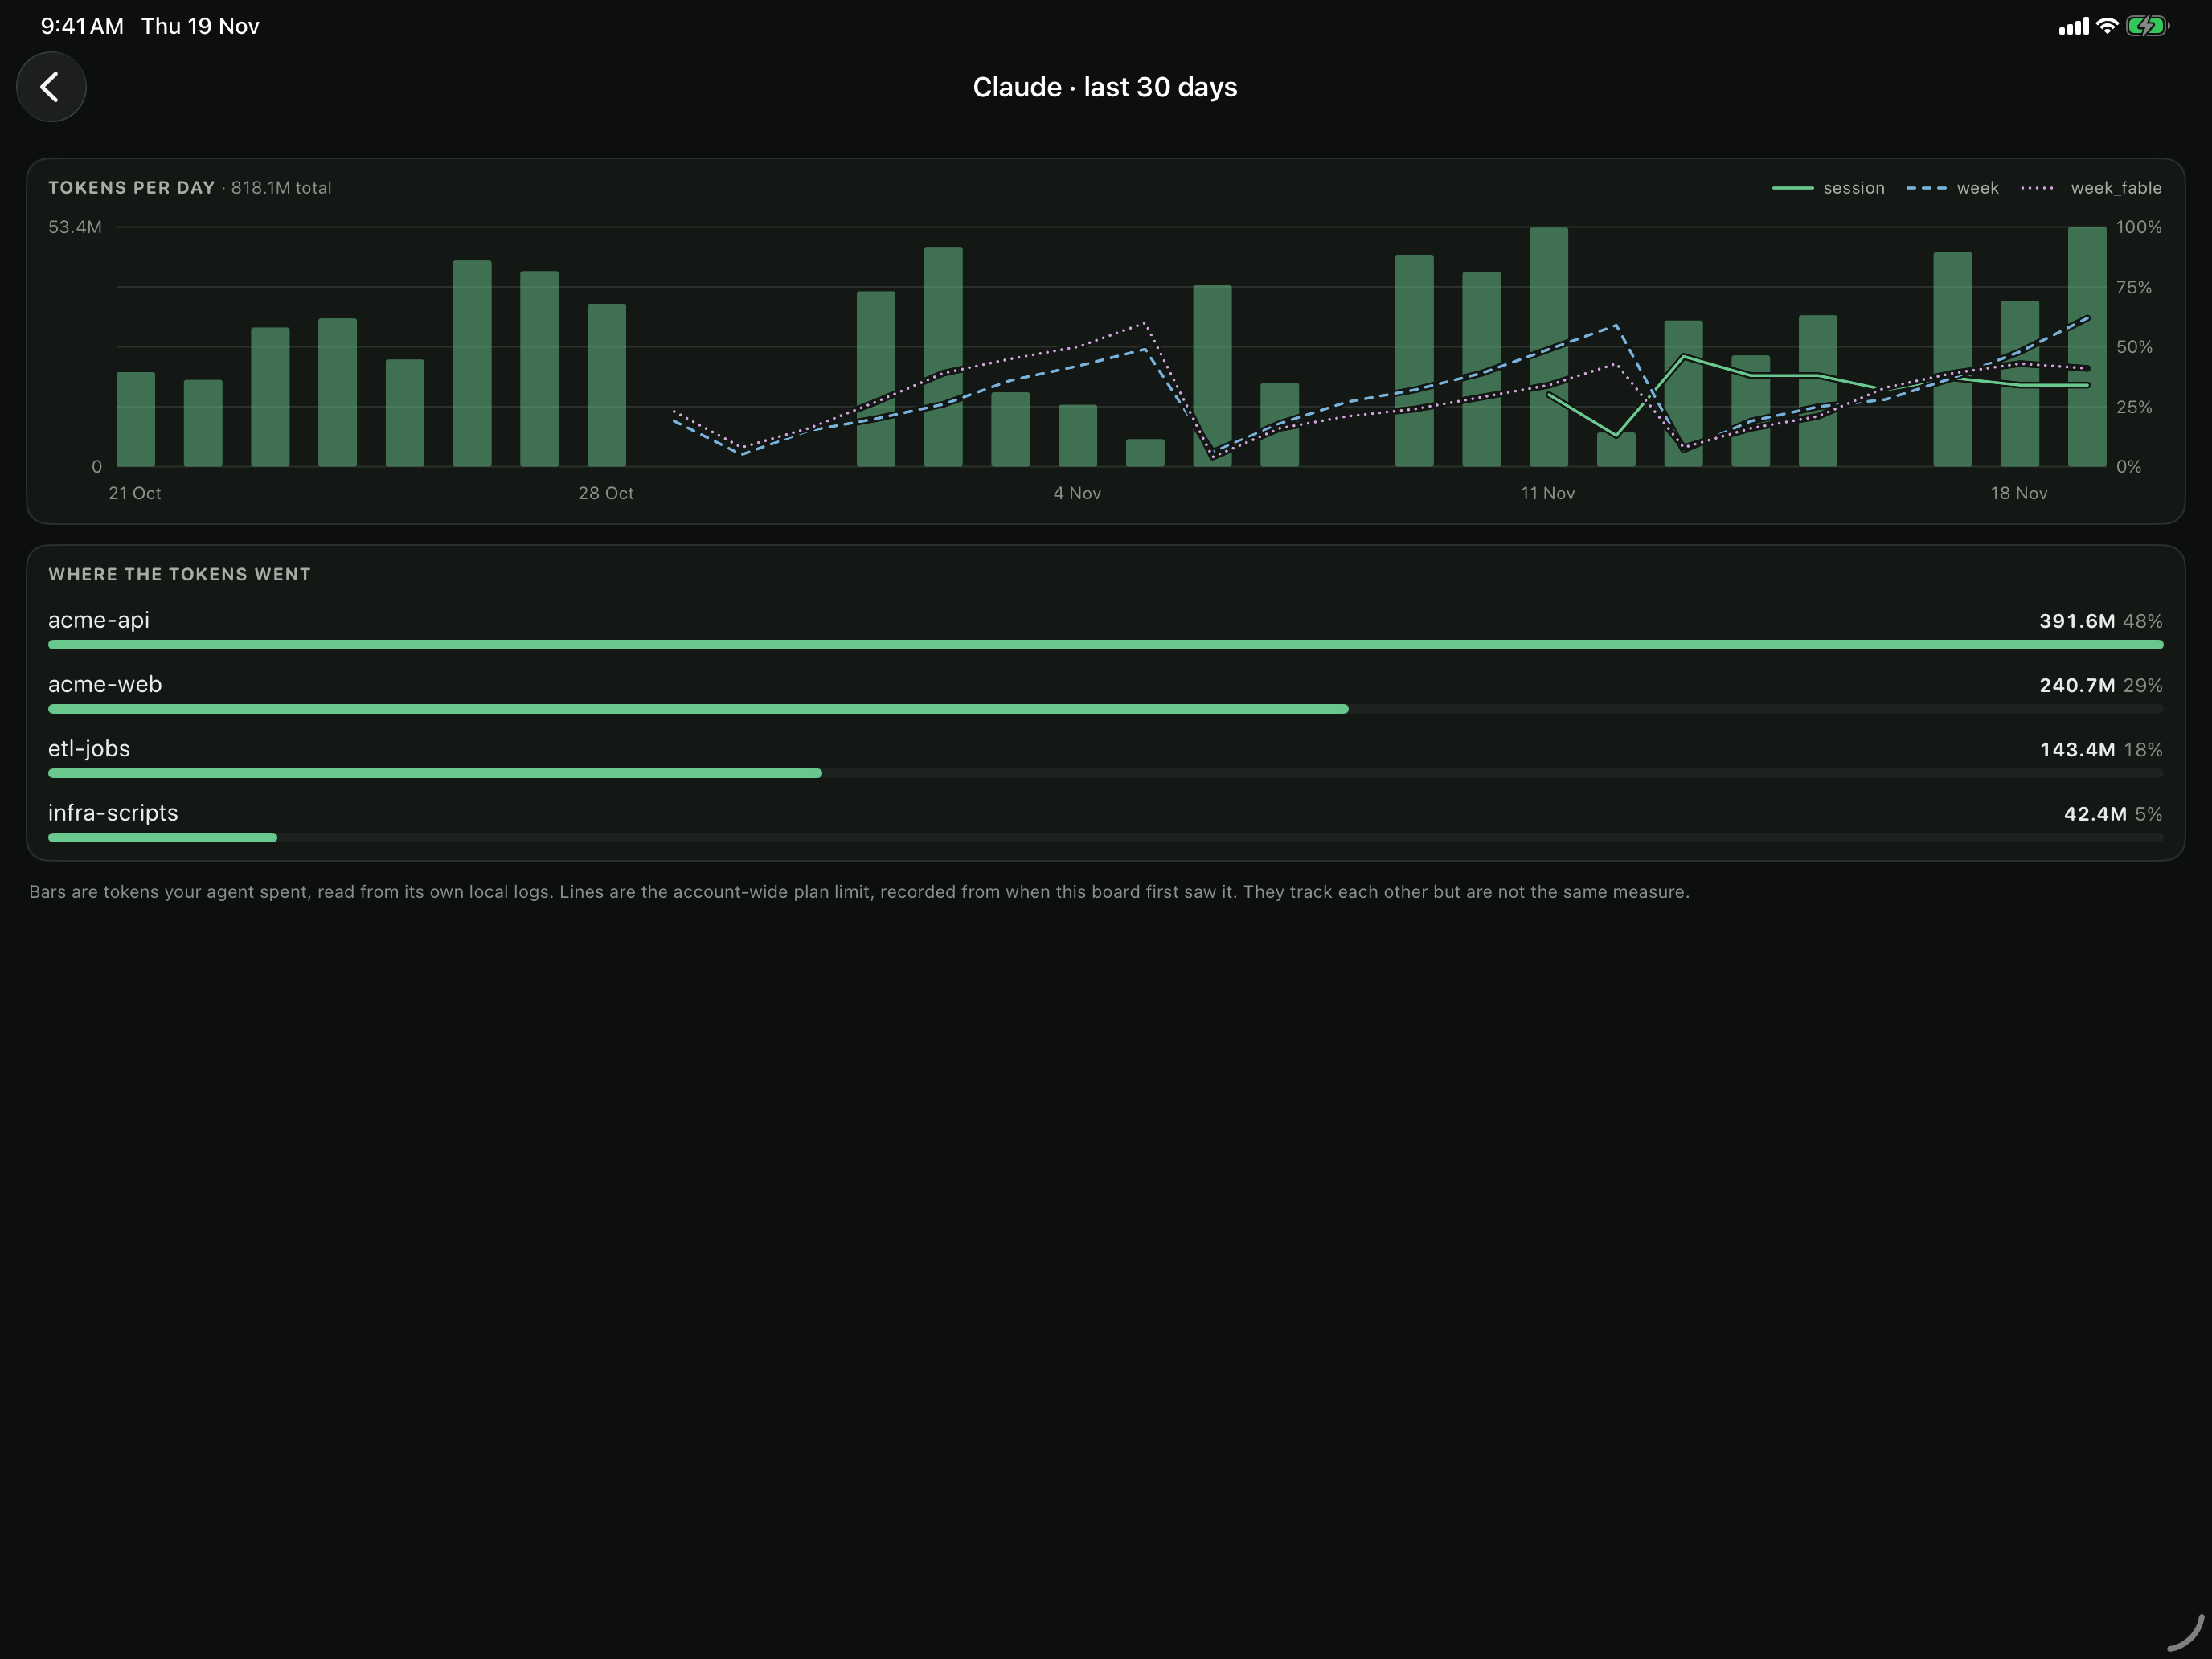 9:41 AM Thu 19 Nov
Claude · last 30 days
TOKENS PER DAY · 818.1M total
session week week_fable
53.4M
100%
75%
50%
25%
0
0%
21 Oct 28 Oct 4 Nov 11 Nov 18 Nov
WHERE THE TOKENS WENT
acme-api 391.6M 48%
acme-web 240.7M 29%
etl-jobs 143.4M 18%
infra-scripts 42.4M 5%
Bars are tokens your agent spent, read from its own local logs. Lines are the account-wide plan limit, recorded from when this board first saw it. They track each other but are not the same measure.